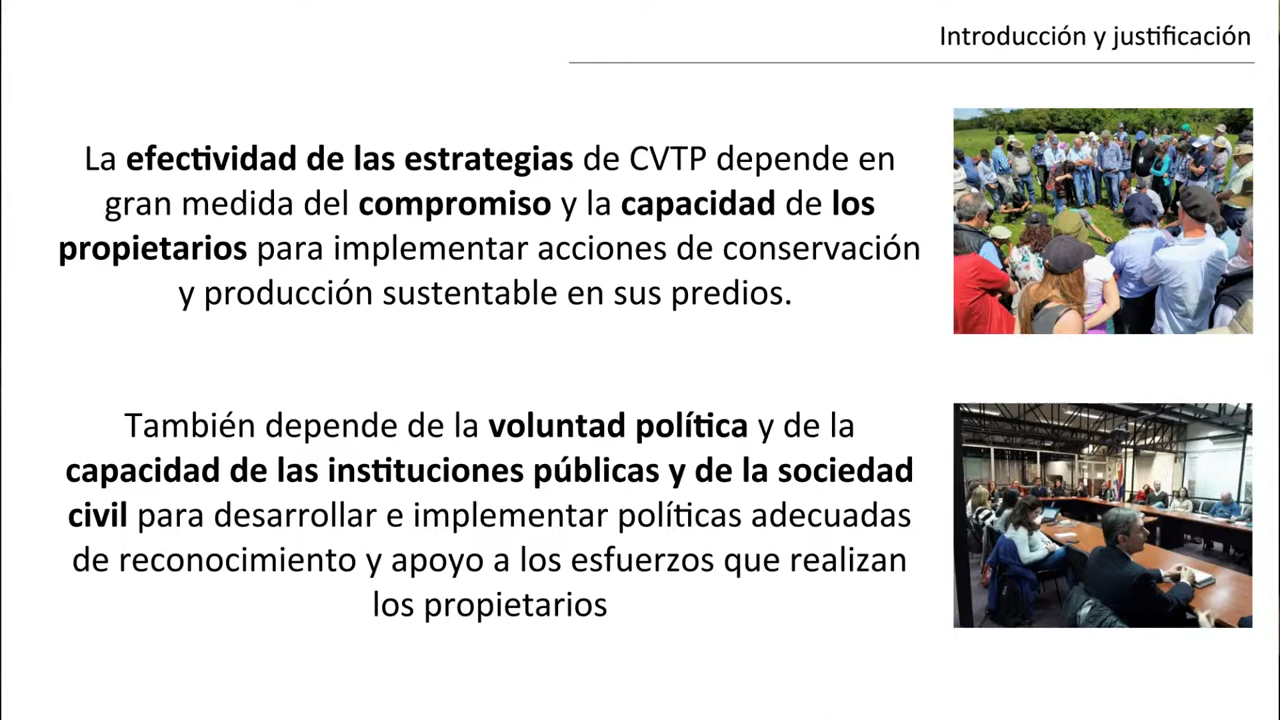 Introducción y justificación
La efectividad de las estrategias de CVTP depende en
gran medida del compromiso y la capacidad de los
propietarios para implementar acciones de conservación
y producción sustentable en sus predios.
También depende de la voluntad política y de la
capacidad de las instituciones públicas y de la sociedad
civil para desarrollar e implementar políticas adecuadas
de reconocimiento y apoyo a los esfuerzos que realizan
los propietarios